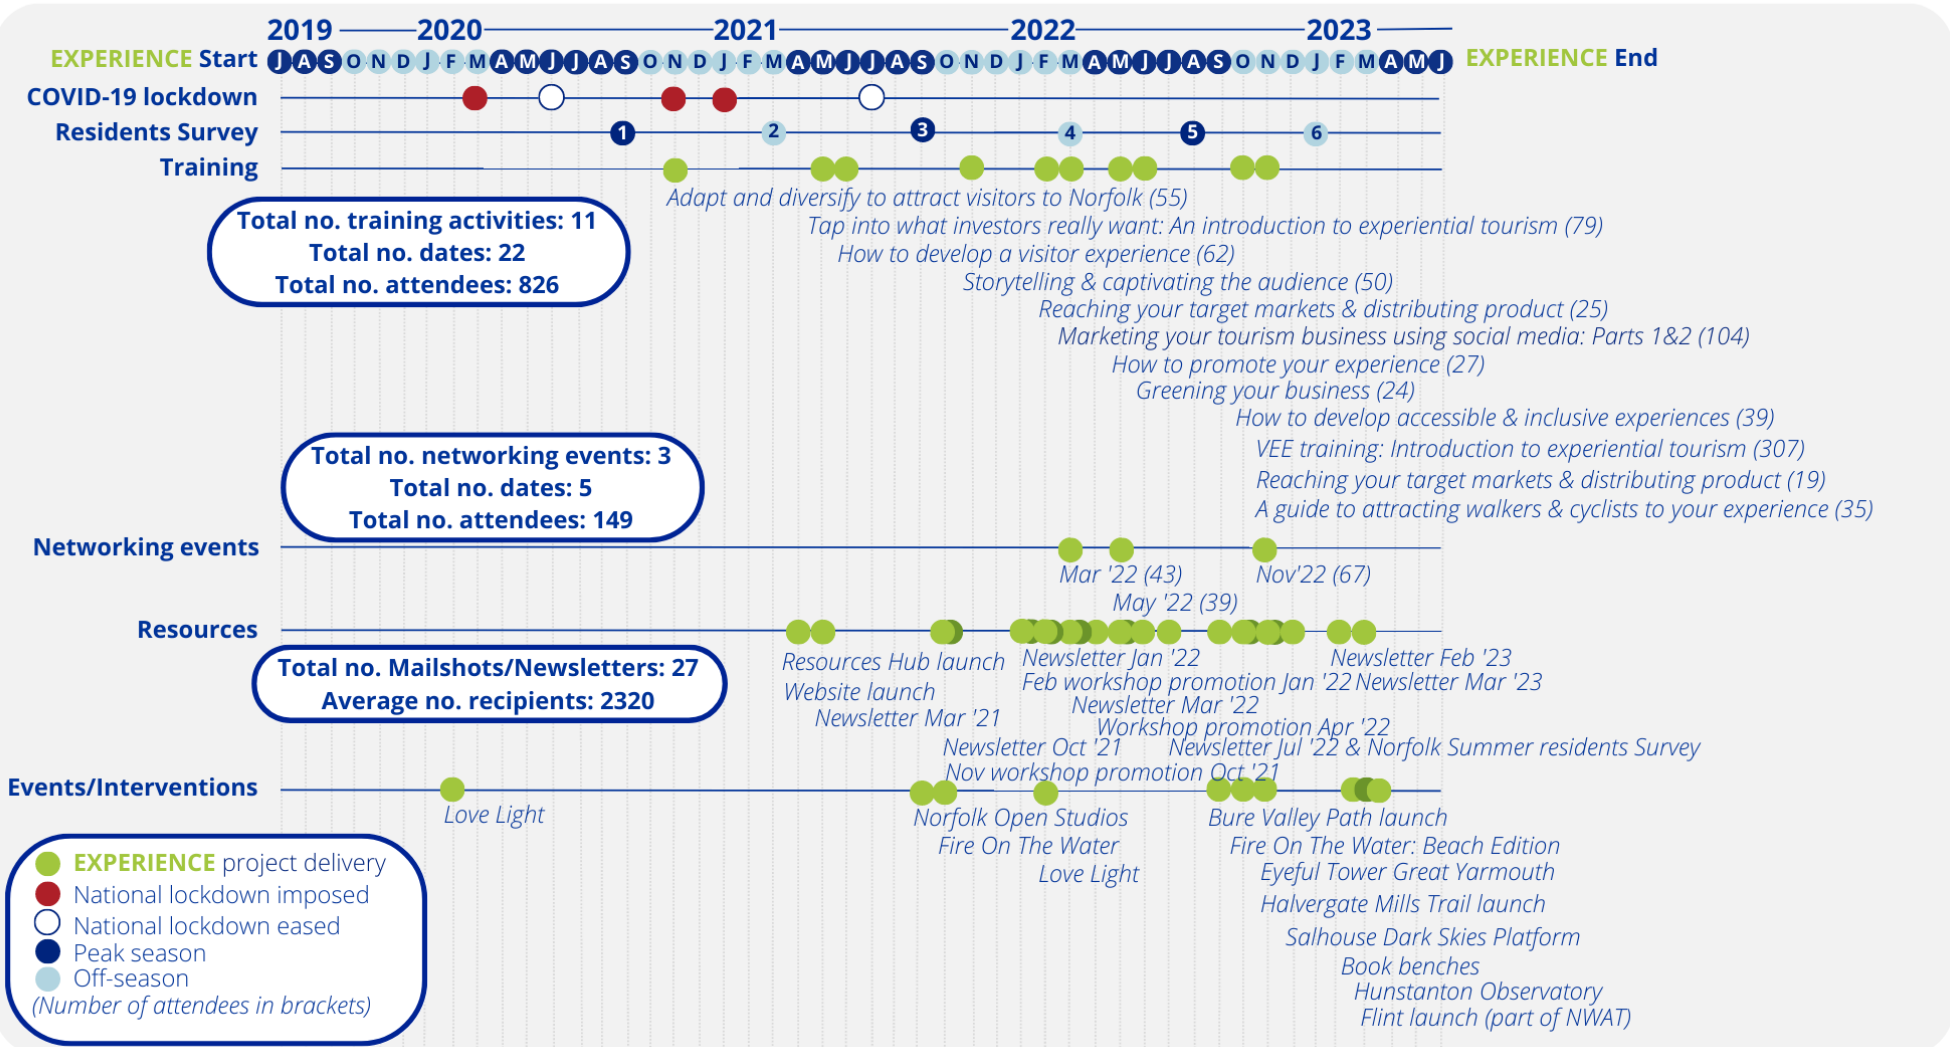 2019 2020 2021 2022 2023
EXPERIENCE Start J A S O N D J F M A M J J A S O N D J F M A M J J A S O N D J F M A M J J A S O N D J F M A M J EXPERIENCE End
COVID-19 lockdown
Residents Survey 1 2 3 4 5 6
Training
Adapt and diversify to attract visitors to Norfolk (55)
Tap into what investors really want: An introduction to experiential tourism (79)
How to develop a visitor experience (62)
Storytelling & captivating the audience (50)
Reaching your target markets & distributing product (25)
Marketing your tourism business using social media: Parts 1&2 (104)
How to promote your experience (27)
Greening your business (24)
How to develop accessible & inclusive experiences (39)
VEE training: Introduction to experiential tourism (307)
Reaching your target markets & distributing product (19)
A guide to attracting walkers & cyclists to your experience (35)
Total no. training activities: 11
Total no. dates: 22
Total no. attendees: 826
Total no. networking events: 3
Total no. dates: 5
Total no. attendees: 149
Networking events
Mar '22 (43)
Nov'22 (67)
May '22 (39)
Resources
Total no. Mailshots/Newsletters: 27
Average no. recipients: 2320
Resources Hub launch
Website launch
Newsletter Mar '21
Newsletter Oct '21
Nov workshop promotion Oct '21
Newsletter Jan '22
Feb workshop promotion Jan '22
Newsletter Mar '22
Workshop promotion Apr '22
Newsletter Jul '22 & Norfolk Summer residents Survey
Newsletter Feb '23
Newsletter Mar '23
Events/Interventions
Love Light
Norfolk Open Studios
Fire On The Water
Love Light
Bure Valley Path launch
Fire On The Water: Beach Edition
Eyeful Tower Great Yarmouth
Halvergate Mills Trail launch
Salhouse Dark Skies Platform
Book benches
Hunstanton Observatory
Flint launch (part of NWAT)
EXPERIENCE project delivery
National lockdown imposed
National lockdown eased
Peak season
Off-season
(Number of attendees in brackets)